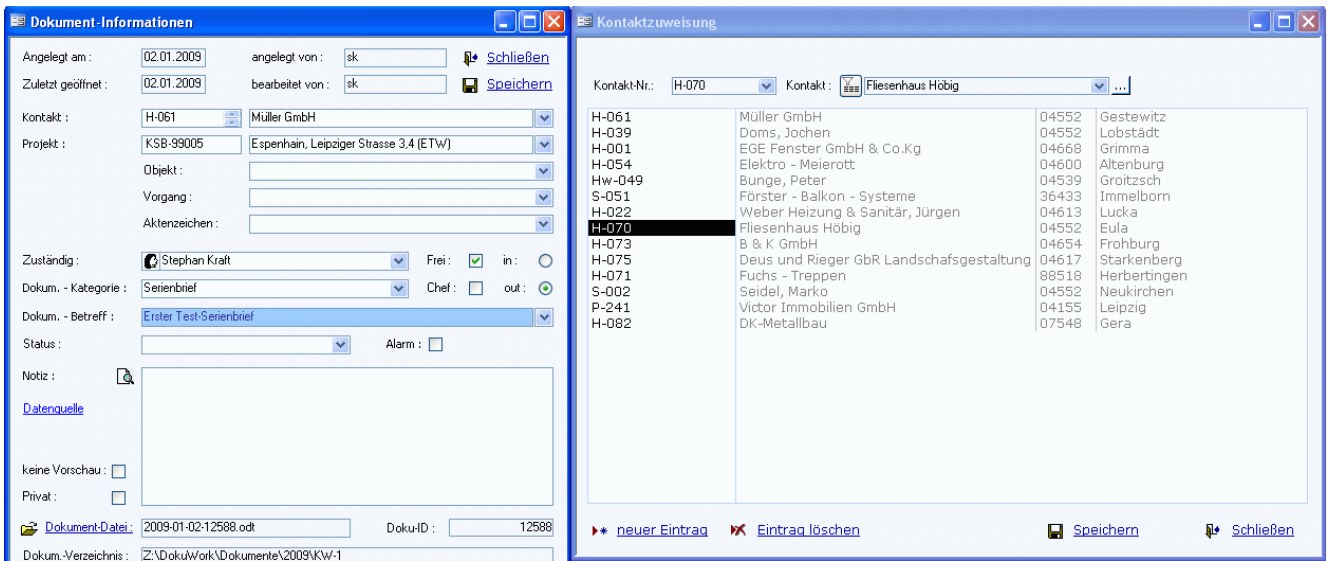 Dokument-Informationen
Angelegt am : 02.01.2009 angelegt von : sk Schließen
Zuletzt geöffnet : 02.01.2009 bearbeitet von : sk Speichern
Kontakt : H-061 Müller GmbH
Projekt : KSB-99005 Espenhain, Leipziger Strasse 3,4 (ETW)
Objekt :
Vorgang :
Aktenzeichen :
Zuständig : Stephan Kraft Frei : in :
Dokum. - Kategorie : Serienbrief Chef : out :
Dokum. - Betreff : Erster Test-Serienbrief
Status : Alarm :
Notiz :
Datenquelle
keine Vorschau :
Privat :
Dokument-Datei : 2009-01-02-12588.odt Doku-ID : 12588
Dokum.-Verzeichnis : Z:\DokuWork\Dokumente\2009\KW-1
Kontaktzuweisung
Kontakt-Nr.: H-070 Kontakt : Fliesenhaus Höbig ...
H-061 Müller GmbH 04552 Gestewitz
H-039 Doms, Jochen 04552 Lobstädt
H-001 EGE Fenster GmbH & Co.Kg 04668 Grimma
H-054 Elektro - Meierott 04600 Altenburg
Hw-049 Bunge, Peter 04539 Groitzsch
S-051 Förster - Balkon - Systeme 36433 Immelborn
H-022 Weber Heizung & Sanitär, Jürgen 04613 Lucka
H-070 Fliesenhaus Höbig 04552 Eula
H-073 B & K GmbH 04654 Frohburg
H-075 Deus und Rieger GbR Landschafsgestaltung 04617 Starkenberg
H-071 Fuchs - Treppen 88518 Herbertingen
S-002 Seidel, Marko 04552 Neukirchen
P-241 Victor Immobilien GmbH 04155 Leipzig
H-082 DK-Metallbau 07548 Gera
neuer Eintrag Eintrag löschen Speichern Schließen